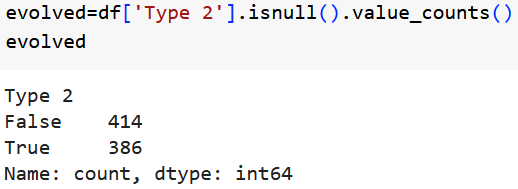 evolved=df['Type 2'].isnull().value_counts()
evolved
Type 2
False    414
True     386
Name: count, dtype: int64